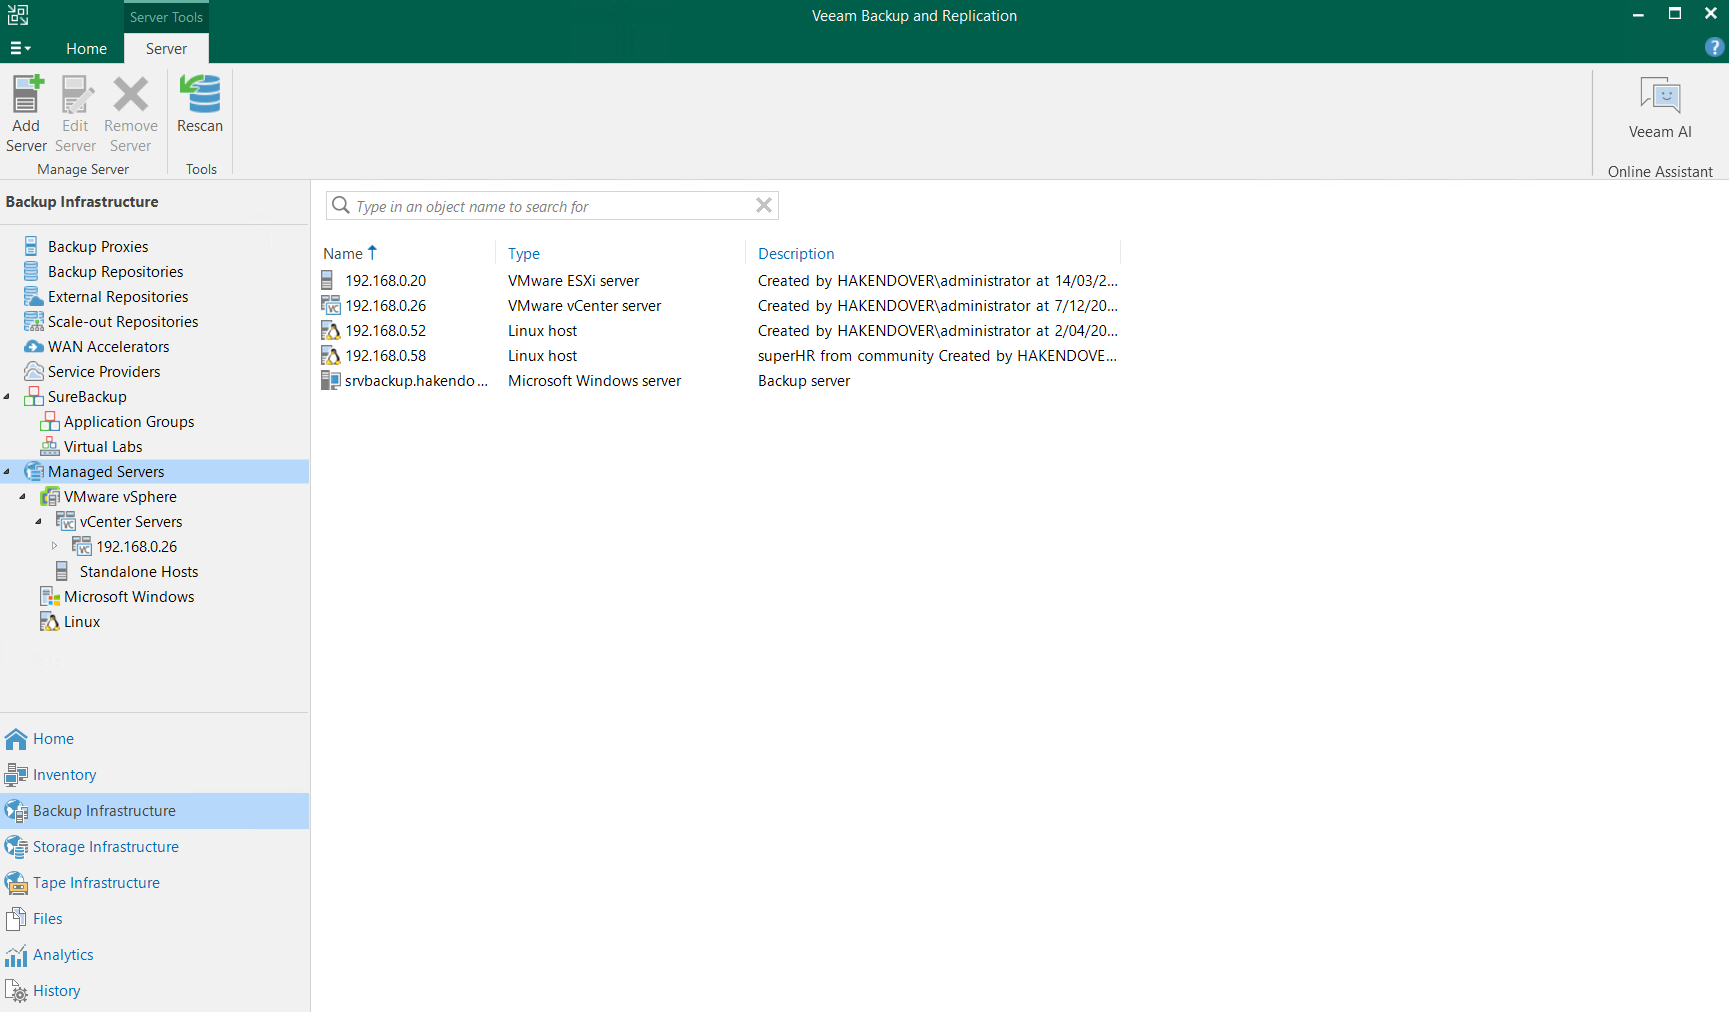 Server Tools
Veeam Backup and Replication
Home
Server
Add Server
Edit Server
Remove Server
Rescan
Manage Server
Tools
Veeam AI
Online Assistant
Backup Infrastructure
Backup Proxies
Backup Repositories
External Repositories
Scale-out Repositories
WAN Accelerators
Service Providers
SureBackup
Application Groups
Virtual Labs
Managed Servers
VMware vSphere
vCenter Servers
192.168.0.26
Standalone Hosts
Microsoft Windows
Linux
Home
Inventory
Backup Infrastructure
Storage Infrastructure
Tape Infrastructure
Files
Analytics
History
Type in an object name to search for
Name Type Description
192.168.0.20 VMware ESXi server Created by HAKENDOVER\administrator at 14/03/2...
192.168.0.26 VMware vCenter server Created by HAKENDOVER\administrator at 7/12/20...
192.168.0.52 Linux host Created by HAKENDOVER\administrator at 2/04/20...
192.168.0.58 Linux host superHR from community Created by HAKENDOVE...
srvbackup.hakendo... Microsoft Windows server Backup server